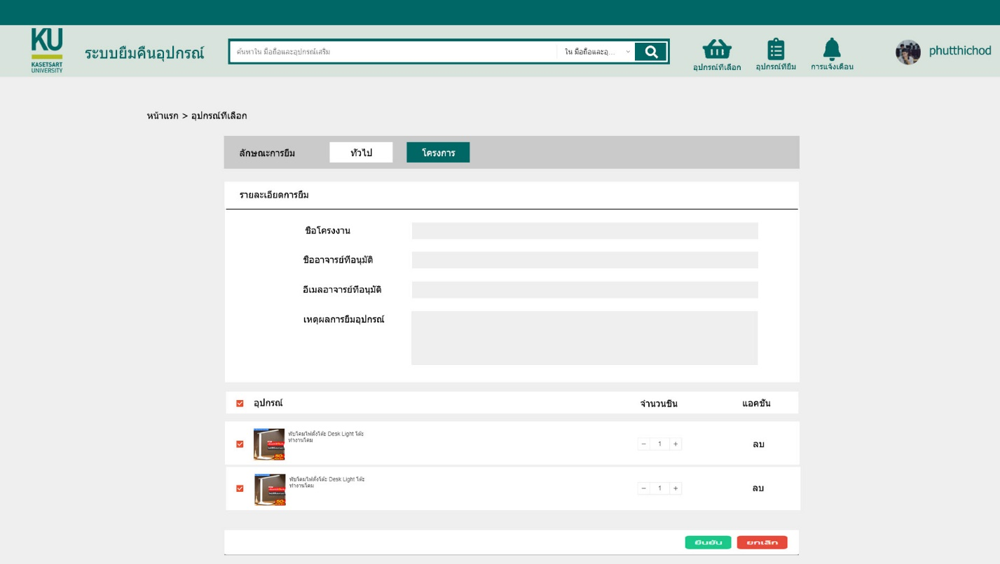 KU
KASETSART
UNIVERSITY
ระบบยืมคืนอุปกรณ์
ค้นหาใน มือถือและอุปกรณ์เสริม
ใน มือถือและอุ...
อุปกรณ์ที่เลือก
อุปกรณ์ที่ยืม
การแจ้งเตือน
phutthichod
หน้าแรก > อุปกรณ์ที่เลือก
ลักษณะการยืม
ทั่วไป
โครงการ
รายละเอียดการยืม
ชื่อโครงงาน
ชื่ออาจารย์ที่อนุมัติ
อีเมลอาจารย์ที่อนุมัติ
เหตุผลการยืมอุปกรณ์
อุปกรณ์ จำนวนชิ้น แอคชั่น
พับโคมไฟตั้งโต๊ะ Desk Light โต๊ะ
ทำงานโคม
- 1 +
ลบ
พับโคมไฟตั้งโต๊ะ Desk Light โต๊ะ
ทำงานโคม
- 1 +
ลบ
ยืนยัน ยกเลิก